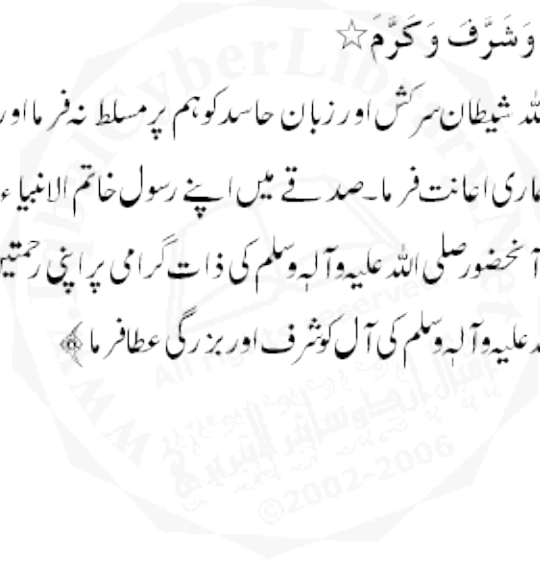 وَشَرَّفَ وَكَرَّمَ ☆
شیطان سرکش اور زبان حاسد کو ہم پر مسلط نہ فرما اور
اعانت فرما۔ صدقے میں اپنے رسول خاتم الانبیاء
آنحضور صلی اللہ علیہ وآلہ وسلم کی ذات گرامی پر اپنی
علیہ وآلہ وسلم کی آل کو شرف اور بزرگی عطا فرما ﴾
©2002-2006